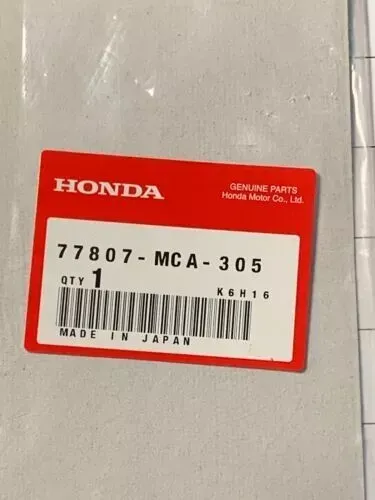 HONDA
GENUINE PARTS
Honda Motor Co., Ltd.
77807-MCA-305
QTY 1
K6H16
MADE IN JAPAN